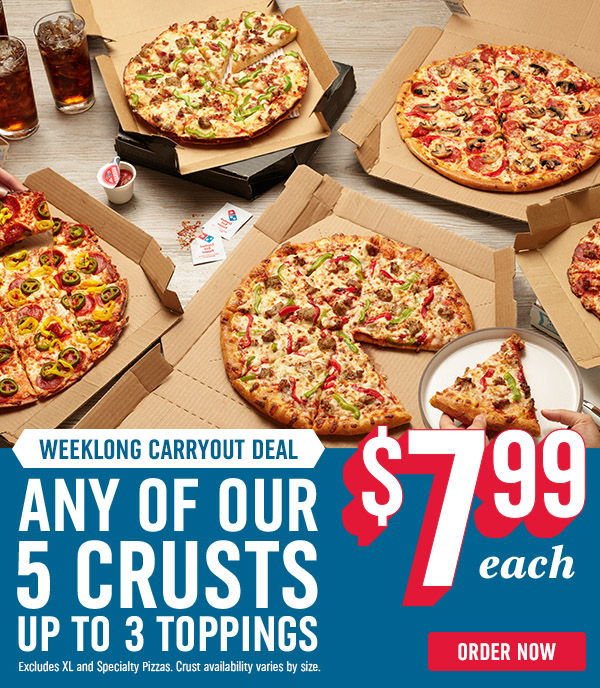 WEEKLONG CARRYOUT DEAL
ANY OF OUR
5 CRUSTS
UP TO 3 TOPPINGS
Excludes XL and Specialty Pizzas. Crust availability varies by size.
$7.99
each
ORDER NOW